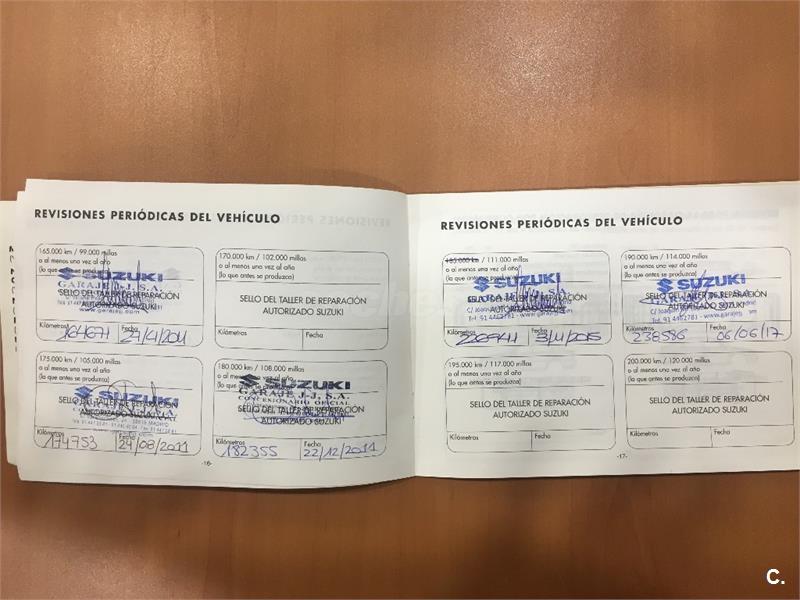 REVISIONES PERIÓDICAS DEL VEHÍCULO
165.000 km / 99.000 millas
o al menos una vez al año
(lo que antes se produzca)
SUZUKI
GARAJE J.J, S.A.
SELLO DEL TALLER DE REPARACIÓN
AUTORIZADO SUZUKI
Kilómetros
Fecha
164671
170.000 km / 102.000 millas
o al menos una vez al año
(lo que antes se produzca)
SELLO DEL TALLER DE REPARACIÓN
AUTORIZADO SUZUKI
Kilómetros
Fecha
175.000 km / 105.000 millas
o al menos una vez al año
(lo que antes se produzca)
SUZUKI
SELLO DEL TALLER DE REPARACIÓN
AUTORIZADO SUZUKI
Kilómetros
Fecha
174753
24/08/2011
180.000 km / 108.000 millas
o al menos una vez al año
SUZUKI
GARAJE J.J, S.A.
CONCESIONARIO OFICIAL
SELLO DEL TALLER DE REPARACIÓN
AUTORIZADO SUZUKI
Kilómetros
Fecha
182355
22/12/2011
-16-
REVISIONES PERIÓDICAS DEL VEHÍCULO
185.000 km / 111.000 millas
o al menos una vez al año
(lo que antes se produzca)
SUZUKI
SELLO DEL TALLER DE REPARACIÓN
AUTORIZADO SUZUKI
Kilómetros
Fecha
190.000 km / 114.000 millas
o al menos una vez al año
(lo que antes se produzca)
SUZUKI
SELLO DEL TALLER DE REPARACIÓN
AUTORIZADO SUZUKI
Kilómetros
Fecha
238586
06/06/17
195.000 km / 117.000 millas
o al menos una vez al año
(lo que antes se produzca)
SELLO DEL TALLER DE REPARACIÓN
AUTORIZADO SUZUKI
Kilómetros
Fecha
200.000 km / 120.000 millas
o al menos una vez al año
(lo que antes se produzca)
SELLO DEL TALLER DE REPARACIÓN
AUTORIZADO SUZUKI
Kilómetros
Fecha
-17-
C.